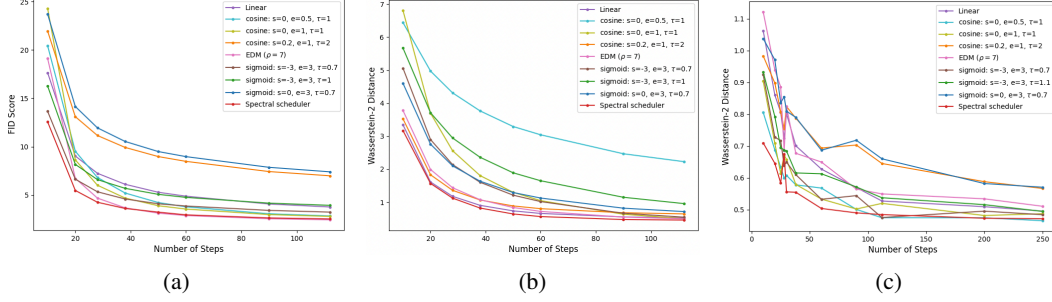 25
20
15
10
5
FID Score
20
40
60
80
100
Number of Steps
Linear
cosine: s=0, e=0.5, τ=1
cosine: s=0, e=1, τ=1
cosine: s=0.2, e=1, τ=2
EDM (ρ = 7)
sigmoid: s=-3, e=3, τ=0.7
sigmoid: s=-3, e=3, τ=1
sigmoid: s=0, e=3, τ=0.7
Spectral scheduler
(a)
7
6
5
4
3
2
1
Wasserstein-2 Distance
20
40
60
80
100
Number of Steps
Linear
cosine: s=0, e=0.5, τ=1
cosine: s=0, e=1, τ=1
cosine: s=0.2, e=1, τ=2
EDM (ρ = 7)
sigmoid: s=-3, e=3, τ=0.7
sigmoid: s=-3, e=3, τ=1
sigmoid: s=0, e=3, τ=0.7
Spectral scheduler
(b)
1.1
1.0
0.9
0.8
0.7
0.6
0.5
Wasserstein-2 Distance
0
50
100
150
200
250
Number of Steps
Linear
cosine: s=0, e=0.5, τ=1
cosine: s=0, e=1, τ=1
cosine: s=0.2, e=1, τ=2
EDM (ρ = 7)
sigmoid: s=-3, e=3, τ=0.7
sigmoid: s=-3, e=3, τ=1.1
sigmoid: s=0, e=3, τ=0.7
Spectral scheduler
(c)